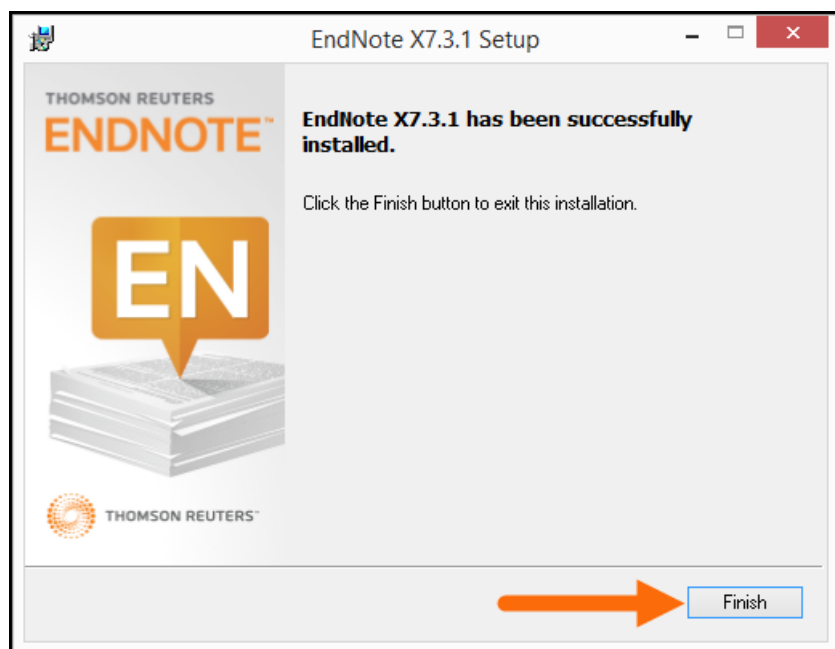 EndNote X7.3.1 Setup
THOMSON REUTERS
ENDNOTE™
EndNote X7.3.1 has been successfully
installed.
Click the Finish button to exit this installation.
EN
THOMSON REUTERS™
Finish